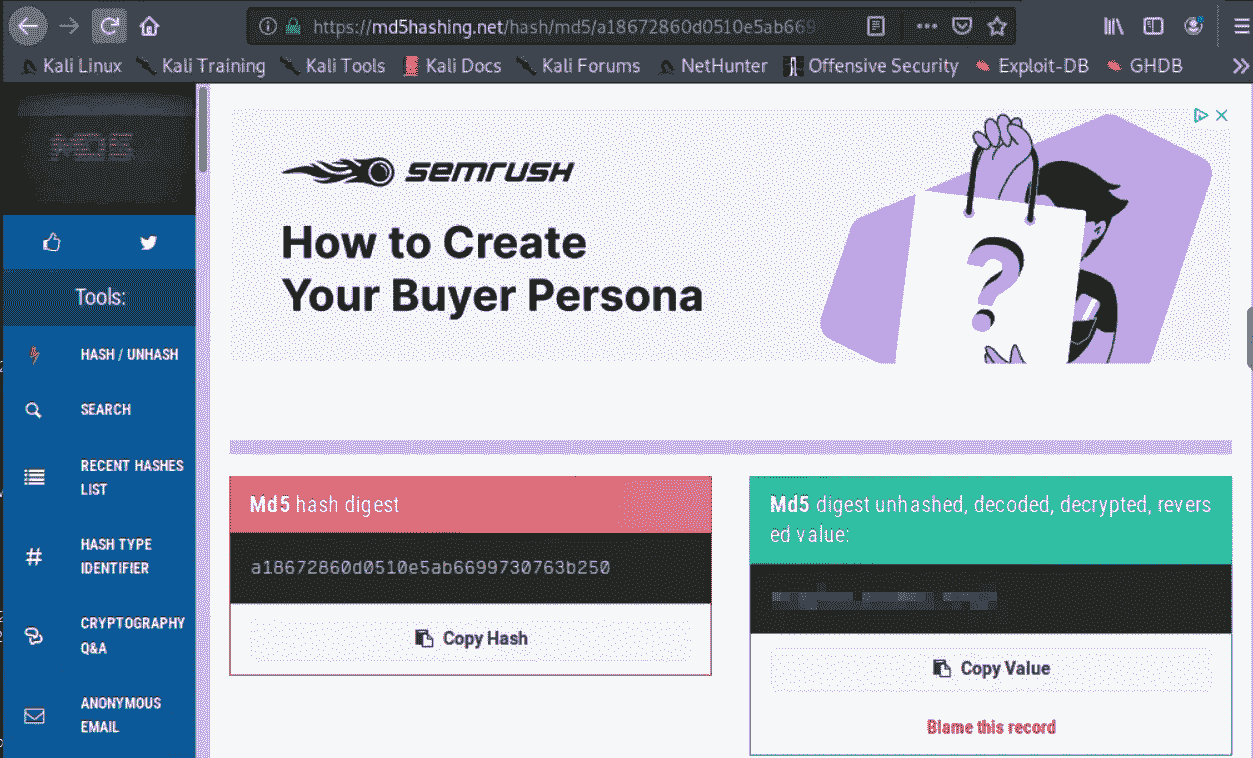 https://md5hashing.net/hash/md5/a18672860d0510e5ab669
Kali Linux Kali Training Kali Tools Kali Docs Kali Forums NetHunter Offensive Security Exploit-DB GHDB
semrush
How to Create
Your Buyer Persona
?
Tools:
HASH / UNHASH
SEARCH
RECENT HASHES
LIST
HASH TYPE
IDENTIFIER
CRYPTOGRAPHY
Q&A
ANONYMOUS
EMAIL
Md5 hash digest
a18672860d0510e5ab6699730763b250
Copy Hash
Md5 digest unhashed, decoded, decrypted, revers
ed value:
Copy Value
Blame this record